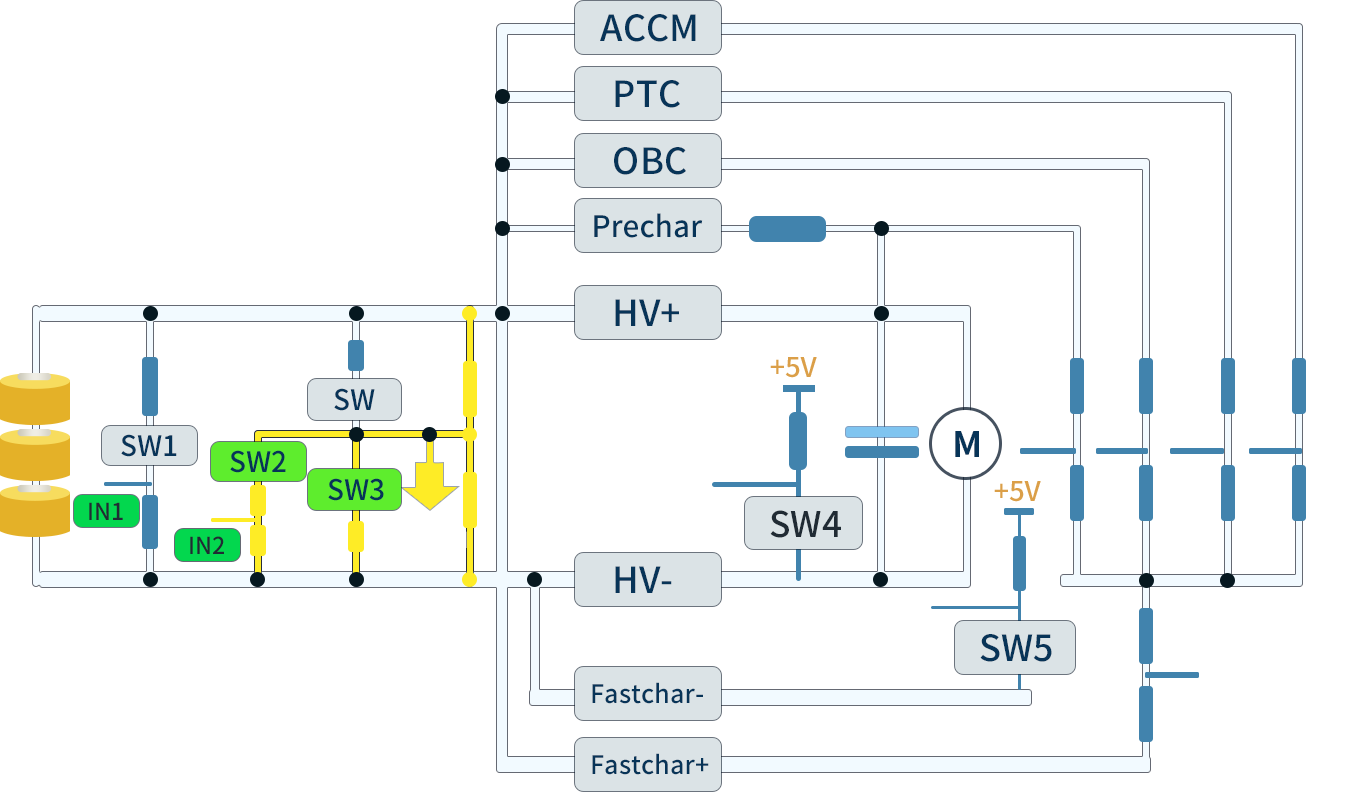 ACCM
PTC
OBC
Prechar
HV+
+5V
SW
SW1
SW2
M
SW3
+5V
IN1
SW4
IN2
HV-
SW5
Fastchar-
Fastchar+